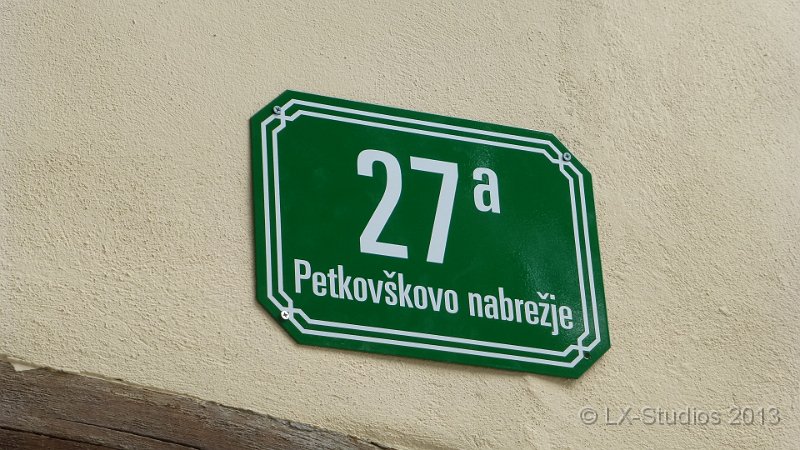 27a
Petkovškovo nabrežje
© LX-Studios 2013